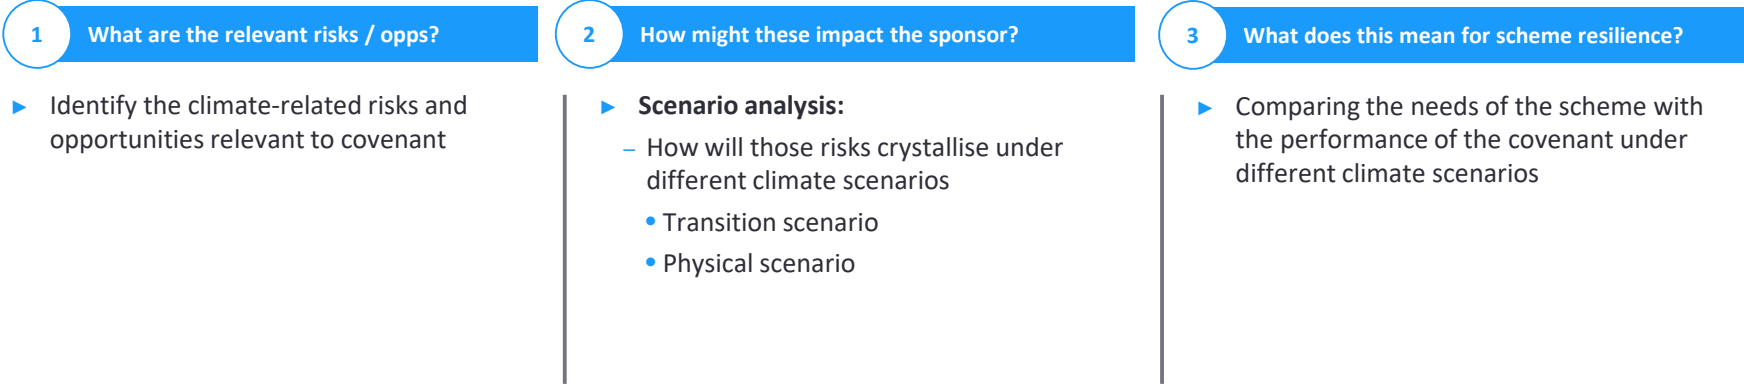 1
What are the relevant risks / opps?
► Identify the climate-related risks and
opportunities relevant to covenant
2
How might these impact the sponsor?
► Scenario analysis:
– How will those risks crystallise under
different climate scenarios
• Transition scenario
• Physical scenario
3
What does this mean for scheme resilience?
► Comparing the needs of the scheme with
the performance of the covenant under
different climate scenarios